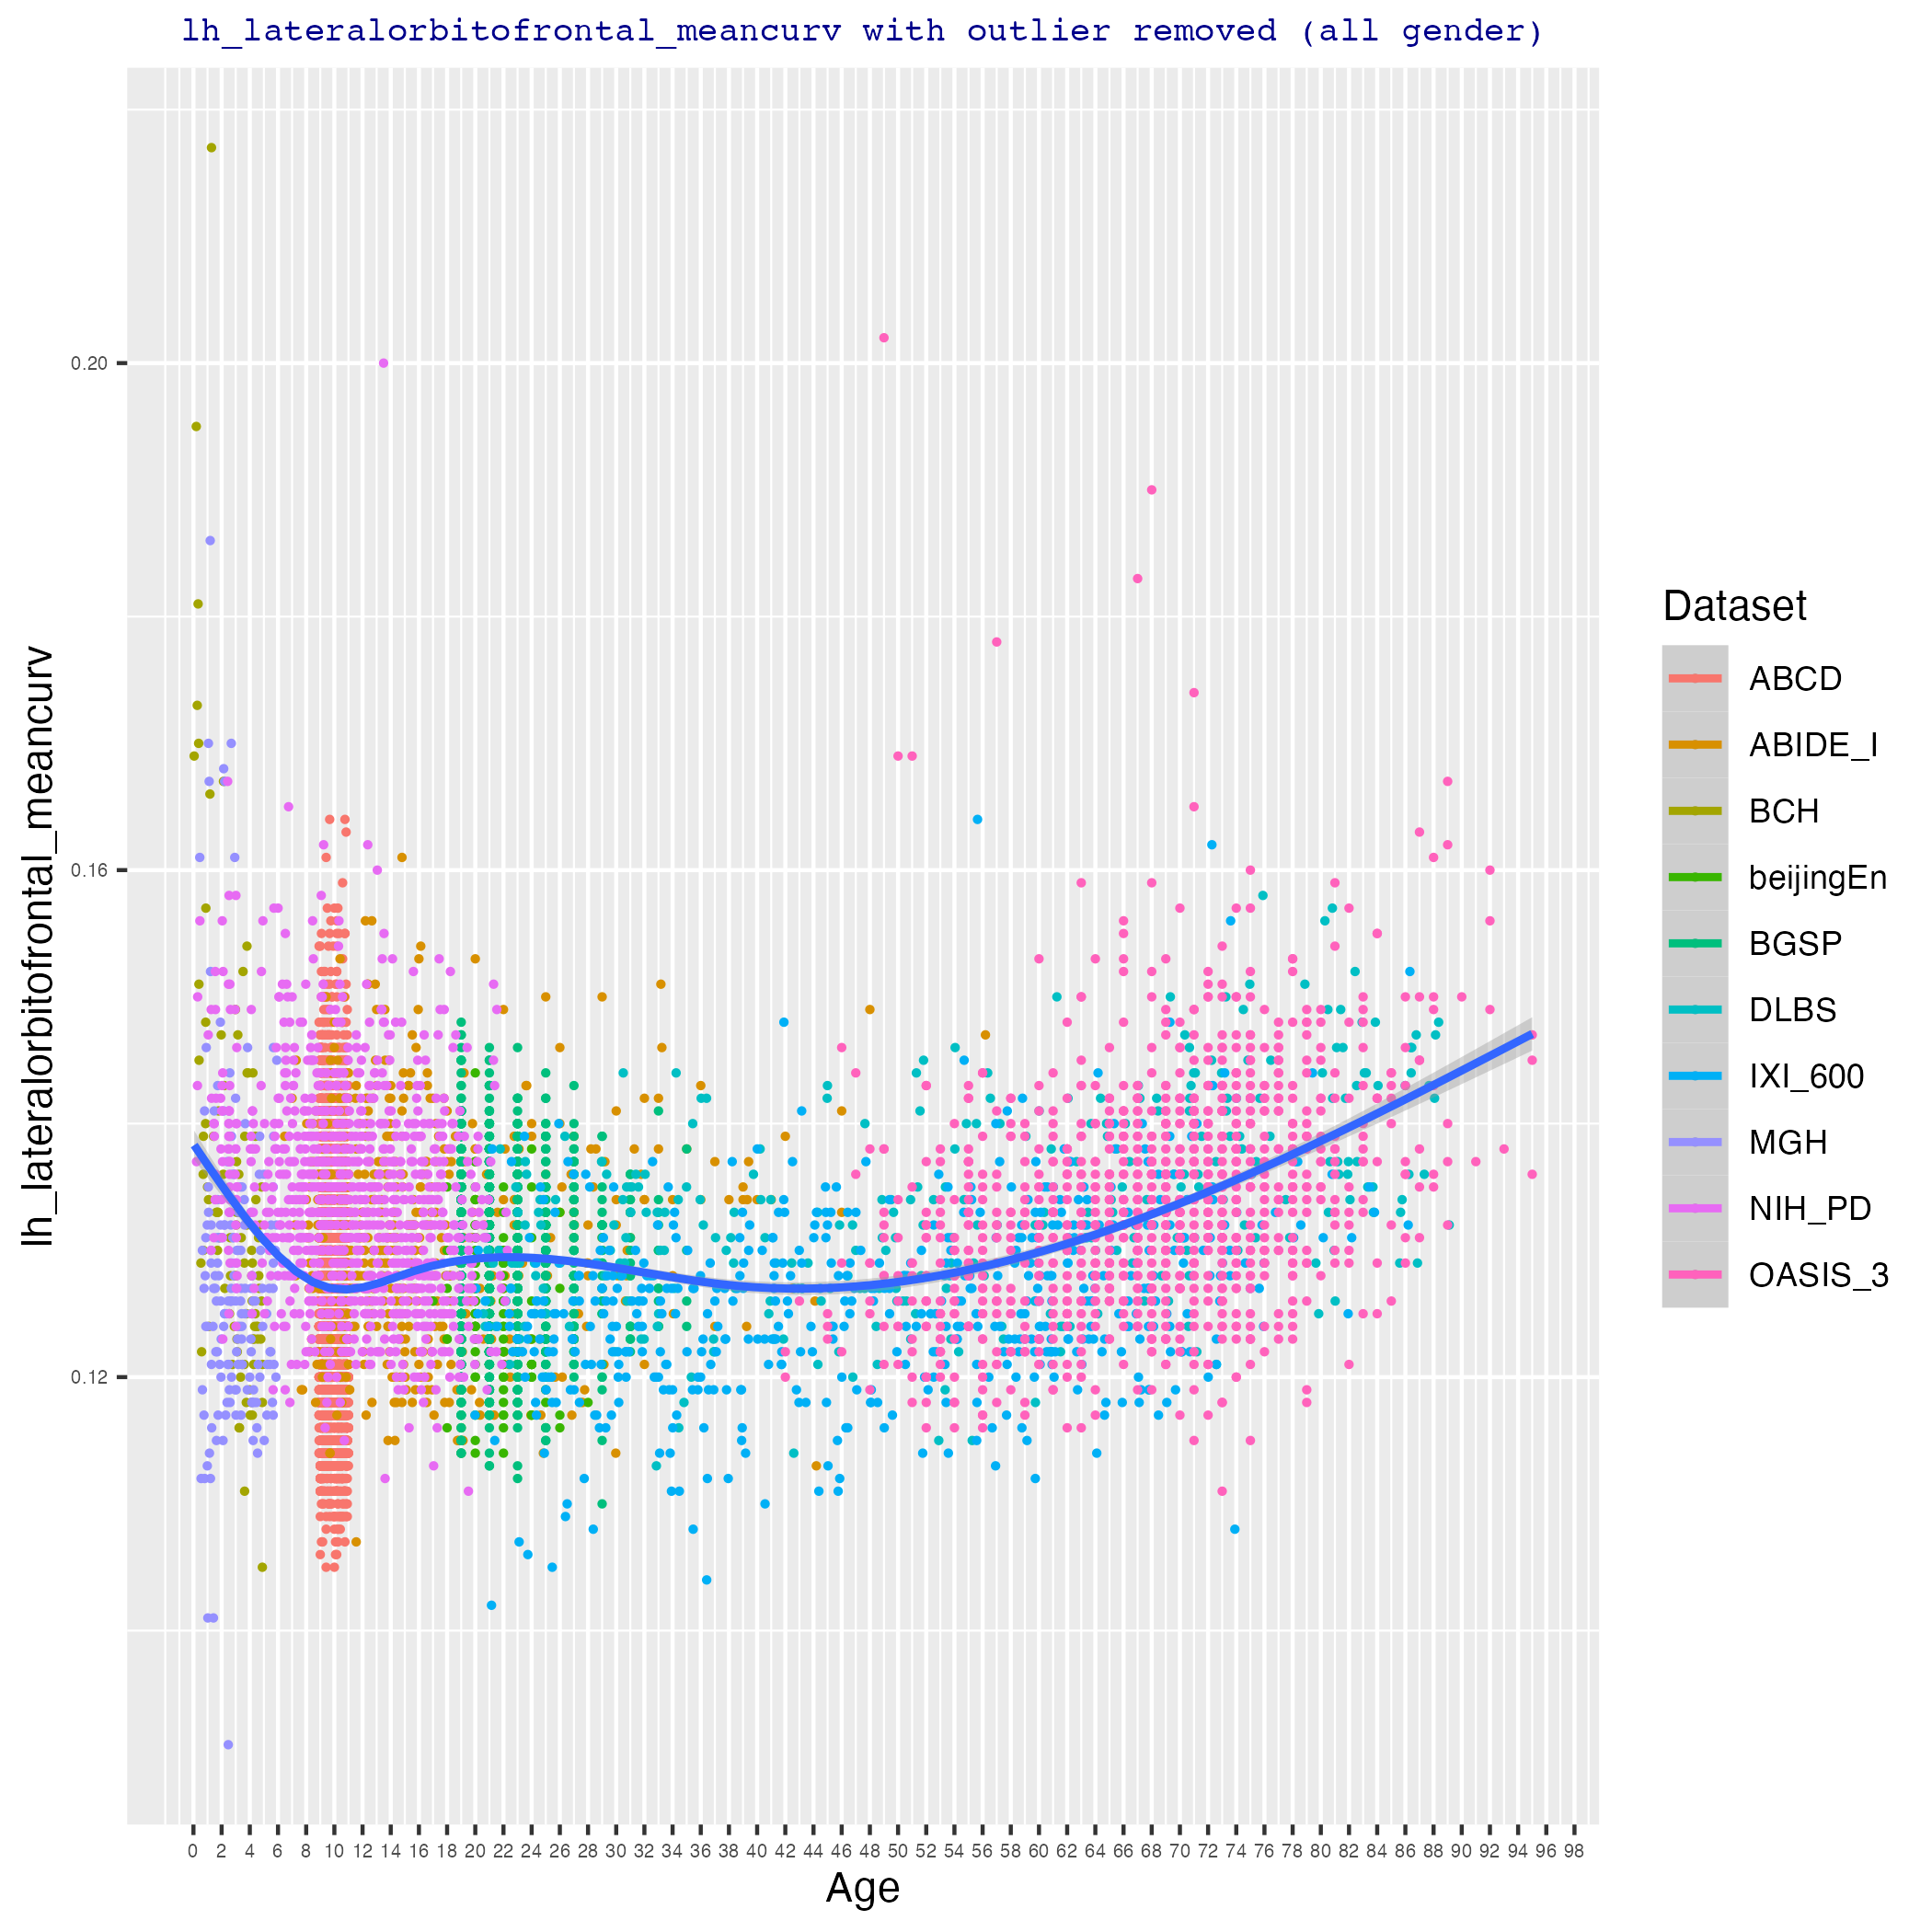 lh_lateralorbitofrontal_meancurv with outlier removed (all gender)
lh_lateralorbitofrontal_meancurv
0.20
0.16
0.12
0 2 4 6 8 10 12 14 16 18 20 22 24 26 28 30 32 34 36 38 40 42 44 46 48 50 52 54 56 58 60 62 64 66 68 70 72 74 76 78 80 82 84 86 88 90 92 94 96 98
Age
Dataset
ABCD
ABIDE_I
BCH
beijingEn
BGSP
DLBS
IXI_600
MGH
NIH_PD
OASIS_3